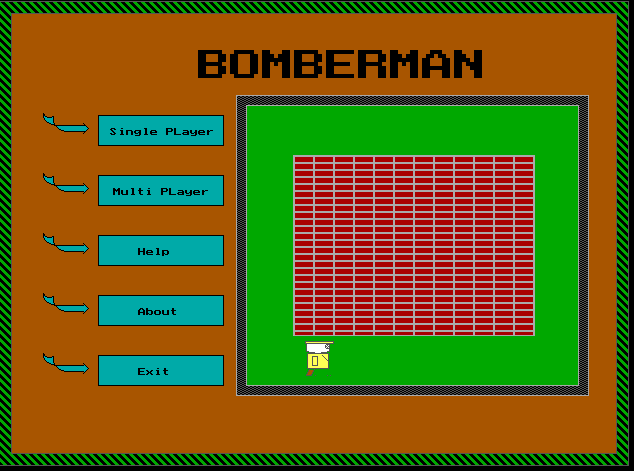 BOMBERMAN
Single PLayer
Multi PLayer
Help
About
Exit